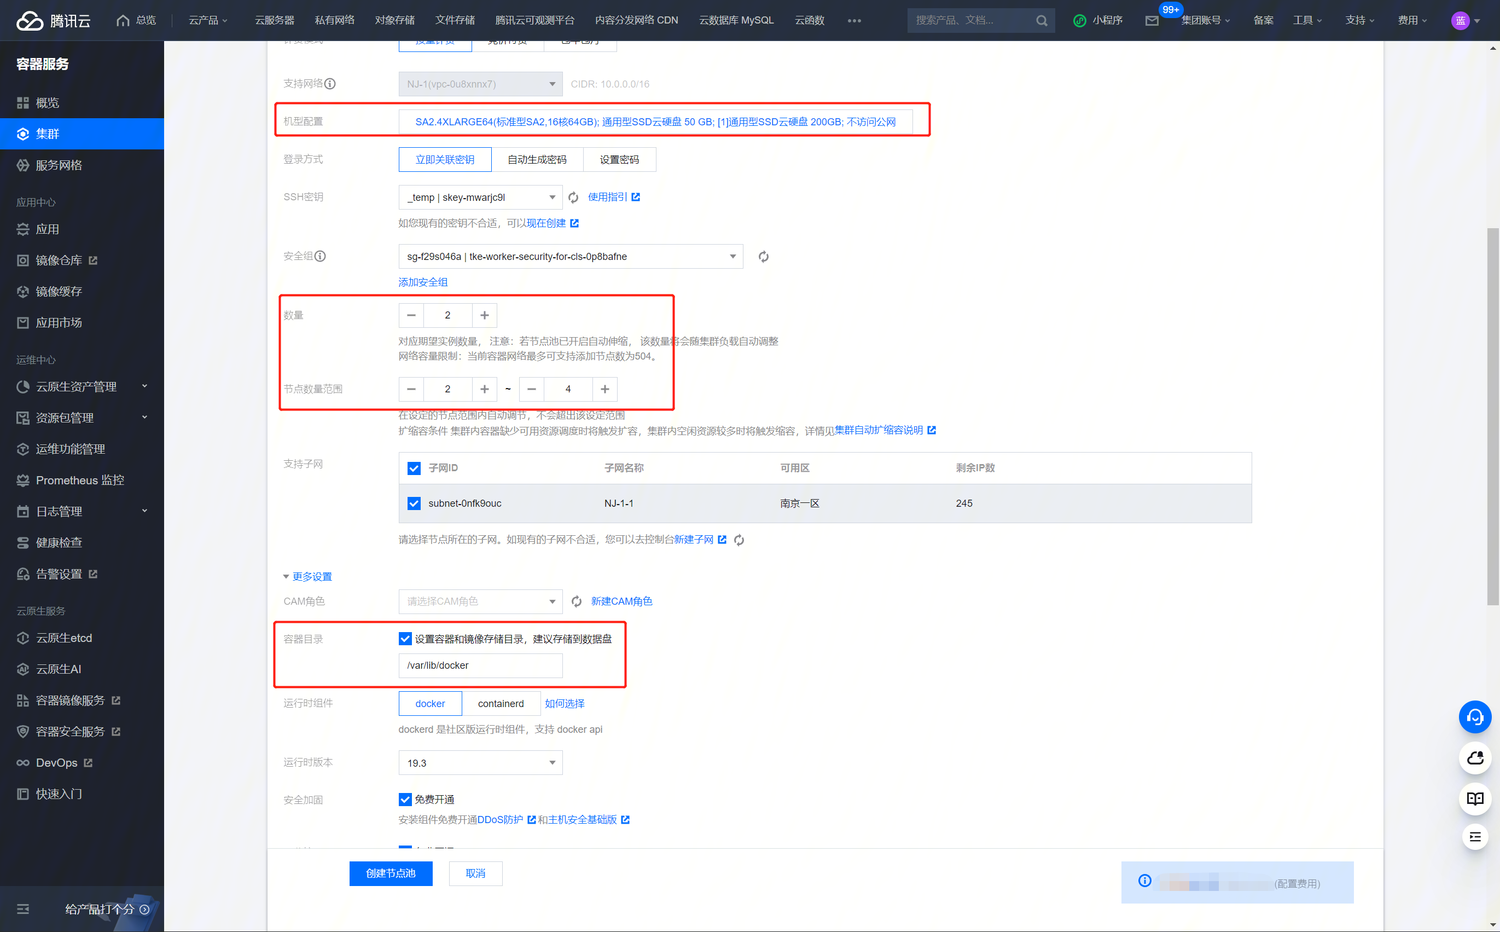 腾讯云
总览
云产品
云服务器
私有网络
对象存储
文件存储
腾讯云可观测平台
内容分发网络 CDN
云数据库 MySQL
云函数
搜索产品、文档...
小程序
99+
集团账号
备案
工具
支持
费用
蓝
容器服务
概览
集群
服务网格
应用中心
应用
镜像仓库
镜像缓存
应用市场
运维中心
云原生资产管理
资源包管理
运维功能管理
Prometheus 监控
日志管理
健康检查
告警设置
云原生服务
云原生etcd
云原生AI
容器镜像服务
容器安全服务
DevOps
快速入门
给产品打个分
支持网络
NJ-1(vpc-0u8xnnx7)
CIDR: 10.0.0.0/16
机型配置
SA2.4XLARGE64(标准型SA2,16核64GB); 通用型SSD云硬盘 50 GB; [1]通用型SSD云硬盘 200GB; 不访问公网
登录方式
立即关联密钥 自动生成密码 设置密码
SSH密钥
_temp | skey-mwarjc9l
使用指引
如您现有的密钥不合适，可以现在创建
安全组
sg-f29s046a | tke-worker-security-for-cls-0p8bafne
添加安全组
数量
2
对应期望实例数量， 注意：若节点池已开启自动伸缩， 该数量将会随集群负载自动调整
网络容量限制：当前容器网络最多可支持添加节点数为504。
节点数量范围
2 ~ 4
在设定的节点范围内自动调节，不会超出该设定范围
扩缩容条件 集群内容器缺少可用资源调度时将触发扩容，集群内空闲资源较多时将触发缩容，详情见集群自动扩缩容说明
支持子网
子网ID 子网名称 可用区 剩余IP数
subnet-0nfk9ouc NJ-1-1 南京一区 245
请选择节点所在的子网。如现有的子网不合适，您可以去控制台新建子网
更多设置
CAM角色
请选择CAM角色
新建CAM角色
容器目录
设置容器和镜像存储目录，建议存储到数据盘
/var/lib/docker
运行时组件
docker containerd 如何选择
dockerd 是社区版运行时组件，支持 docker api
运行时版本
19.3
安全加固
免费开通
安装组件免费开通DDoS防护 和主机安全基础版
创建节点池
取消
(配置费用)